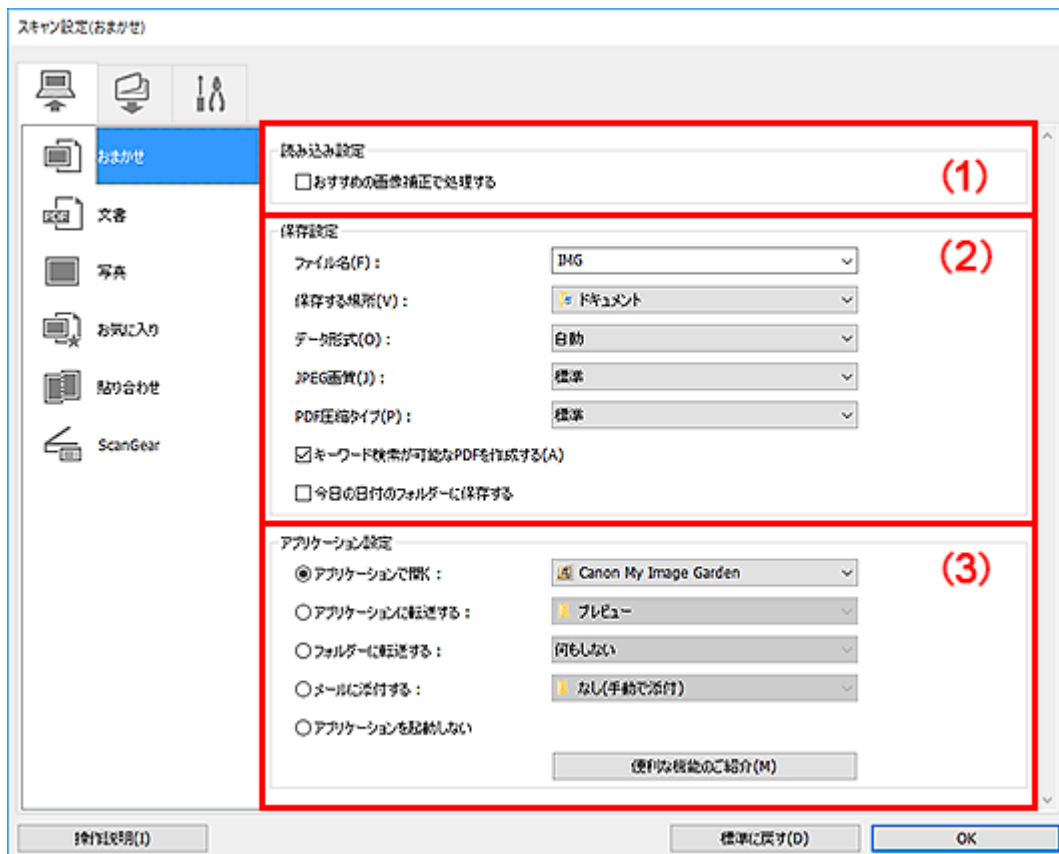 スキャン設定(おまかせ)
おまかせ
文書
写真
お気に入り
貼り合わせ
ScanGear
読み込み設定
おすすめの画像補正で処理する
(1)
保存設定
(2)
ファイル名(F)： IMG
保存する場所(V)： ドキュメント
データ形式(O)： 自動
JPEG画質(J)： 標準
PDF圧縮タイプ(P)： 標準
キーワード検索が可能なPDFを作成する(A)
今日の日付のフォルダーに保存する
アプリケーション設定
(3)
アプリケーションで開く： Canon My Image Garden
アプリケーションに転送する： プレビュー
フォルダーに転送する： 何もしない
メールに添付する： なし(手動で添付)
アプリケーションを起動しない
便利な機能のご紹介(M)
操作説明(I) 標準に戻す(D) OK